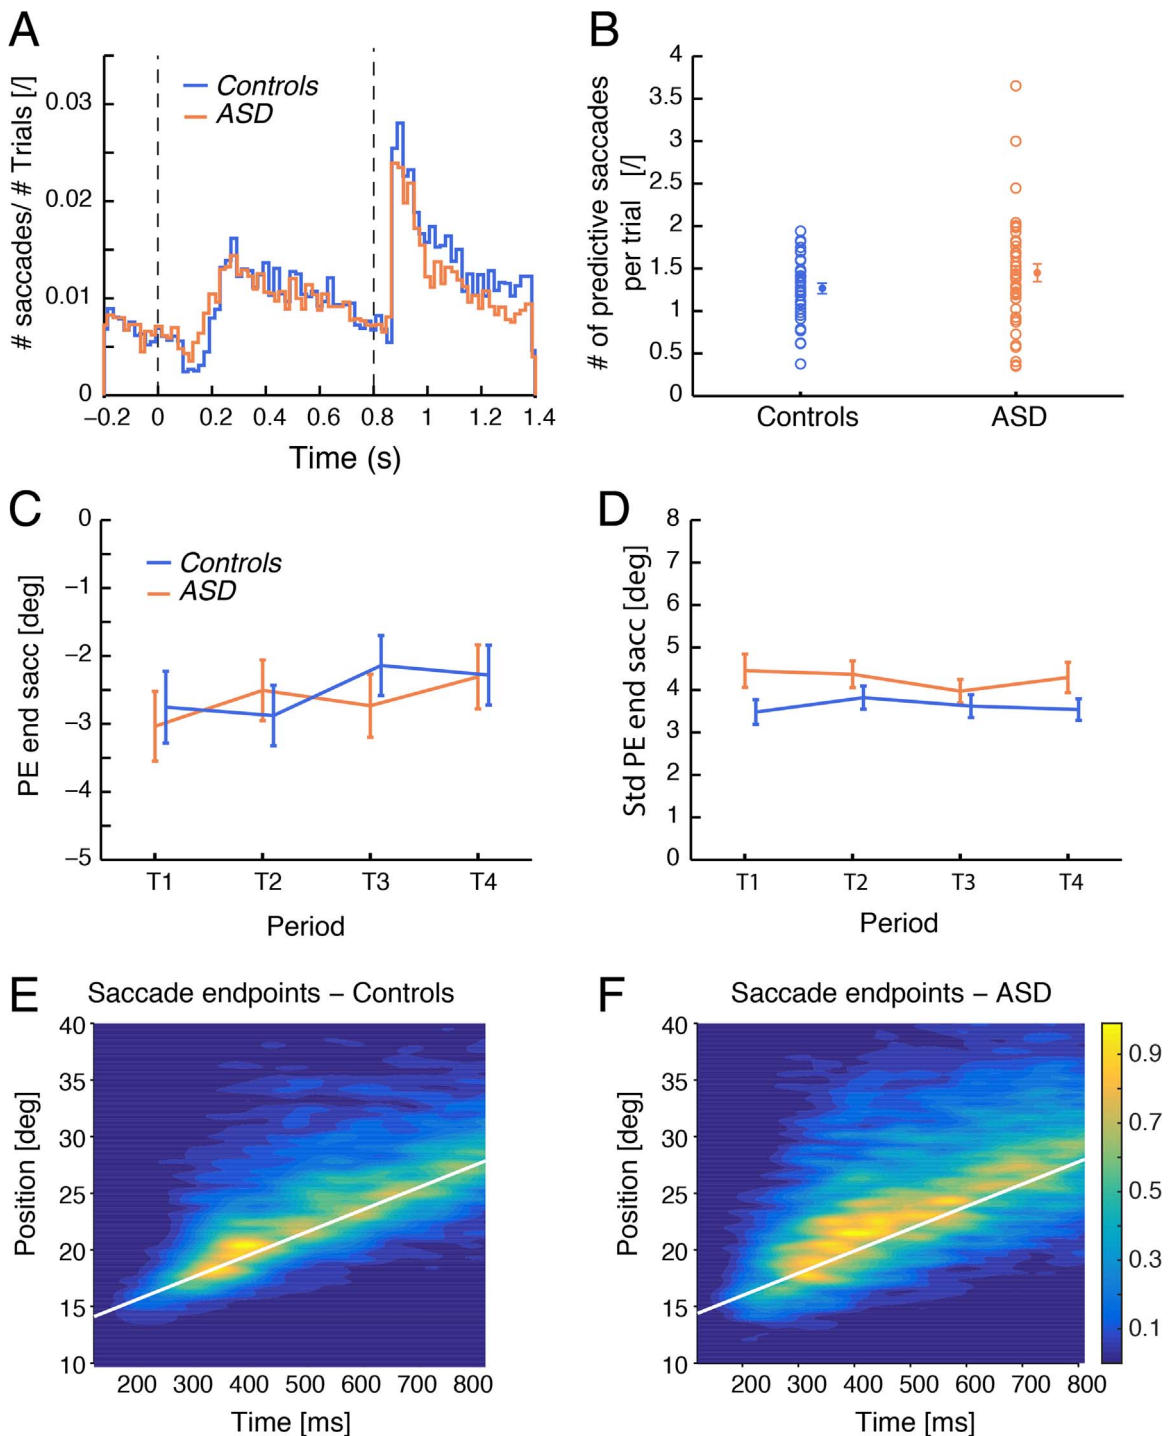 A
# saccades/ # Trials [/]
0.03
0.02
0.01
0
Controls
ASD
−0.2 0 0.2 0.4 0.6 0.8 1 1.2 1.4
Time (s)
B
# of predictive saccades
per trial [/]
4
3.5
3
2.5
2
1.5
1
0.5
0
Controls ASD
C
PE end sacc [deg]
0
−1
−2
−3
−4
−5
Controls
ASD
T1 T2 T3 T4
Period
D
Std PE end sacc [deg]
8
7
6
5
4
3
2
1
0
T1 T2 T3 T4
Period
E
Saccade endpoints – Controls
Position [deg]
40
35
30
25
20
15
10
200 300 400 500 600 700 800
Time [ms]
F
Saccade endpoints – ASD
Position [deg]
40
35
30
25
20
15
10
200 300 400 500 600 700 800
Time [ms]
0.9
0.7
0.5
0.3
0.1